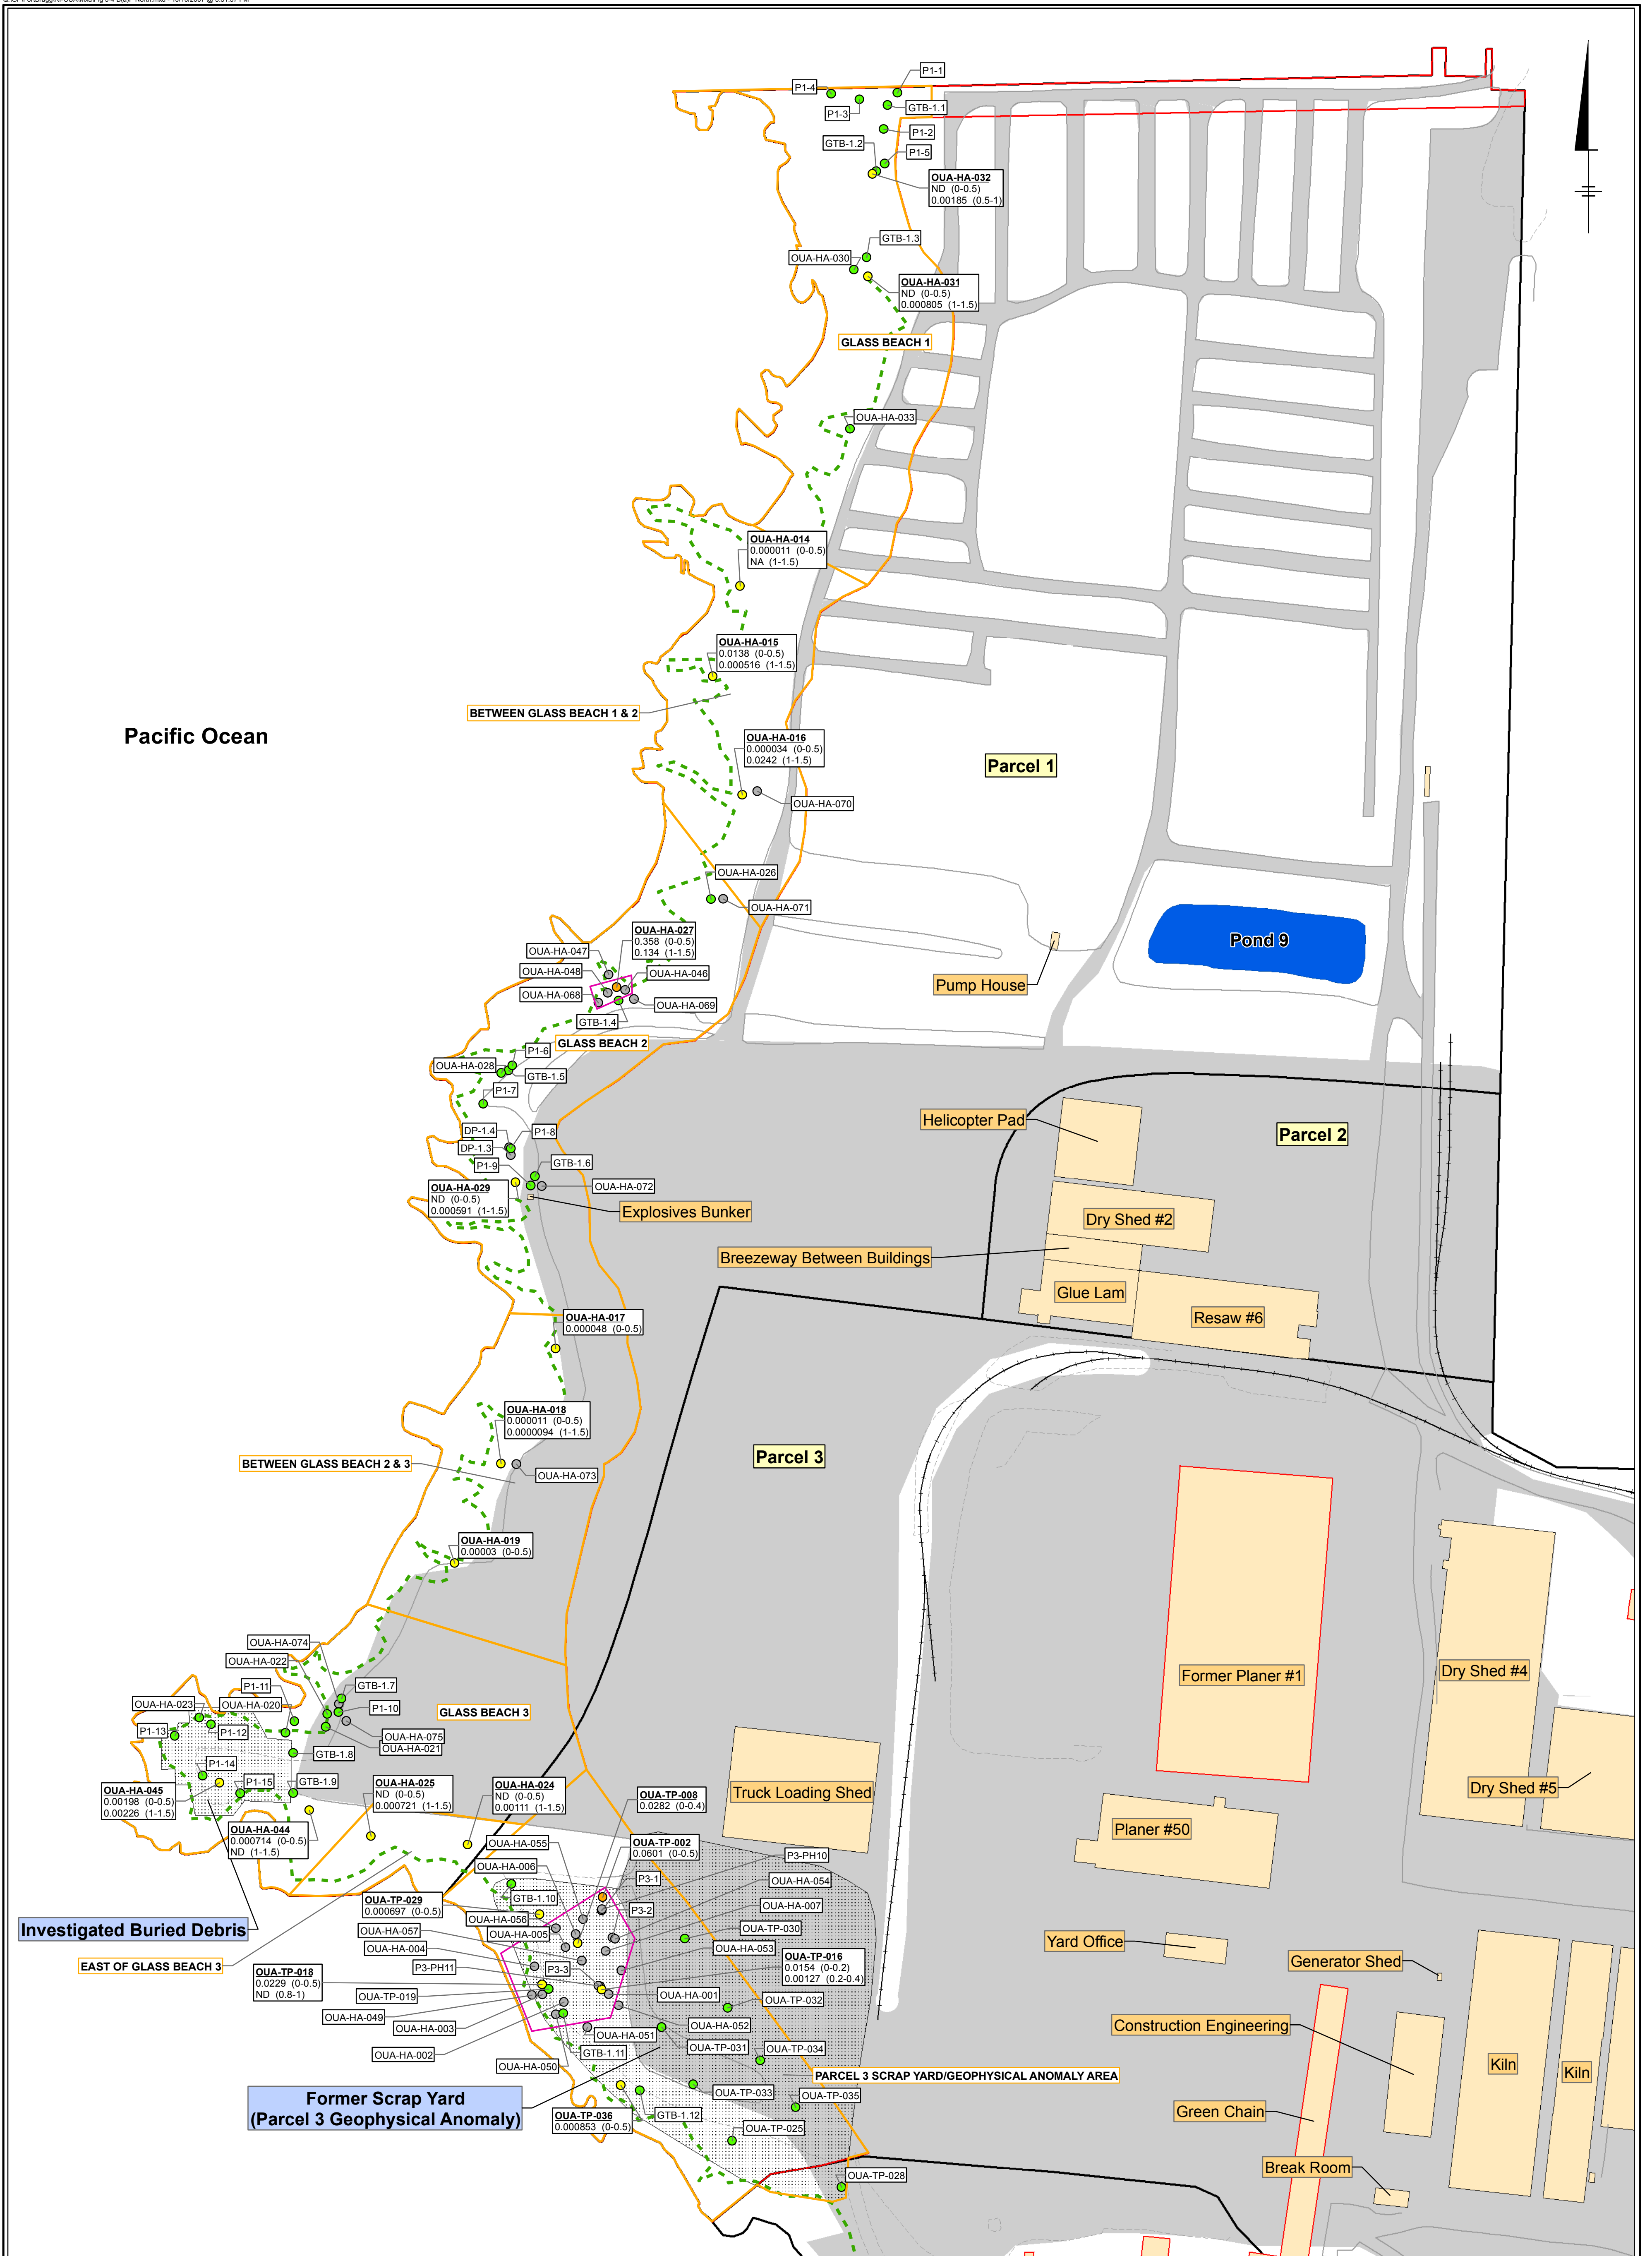 P1-1
P1-4
GTB-1.1
P1-3
P1-2
GTB-1.2
P1-5
OUA-HA-032
ND (0-0.5)
0.00185 (0.5-1)
GTB-1.3
OUA-HA-030
OUA-HA-031
ND (0-0.5)
0.000805 (1-1.5)
GLASS BEACH 1
OUA-HA-033
OUA-HA-014
0.000011 (0-0.5)
NA (1-1.5)
OUA-HA-015
0.0138 (0-0.5)
0.000516 (1-1.5)
BETWEEN GLASS BEACH 1 & 2
Pacific Ocean
OUA-HA-016
0.000034 (0-0.5)
0.0242 (1-1.5)
Parcel 1
OUA-HA-070
OUA-HA-026
OUA-HA-071
OUA-HA-027
0.358 (0-0.5)
0.134 (1-1.5)
Pond 9
OUA-HA-047
OUA-HA-048
OUA-HA-046
Pump House
OUA-HA-068
OUA-HA-069
GTB-1.4
GLASS BEACH 2
P1-6
OUA-HA-028
GTB-1.5
P1-7
Helicopter Pad
DP-1.4
P1-8
Parcel 2
DP-1.3
P1-9
GTB-1.6
OUA-HA-029
ND (0-0.5)
0.000591 (1-1.5)
OUA-HA-072
Explosives Bunker
Dry Shed #2
Breezeway Between Buildings
Glue Lam
OUA-HA-017
0.000048 (0-0.5)
Resaw #6
OUA-HA-018
0.000011 (0-0.5)
0.0000094 (1-1.5)
Parcel 3
BETWEEN GLASS BEACH 2 & 3
OUA-HA-073
OUA-HA-019
0.00003 (0-0.5)
OUA-HA-074
OUA-HA-022
Former Planer #1
Dry Shed #4
P1-11
GTB-1.7
OUA-HA-023
OUA-HA-020
P1-10
GLASS BEACH 3
P1-13
P1-12
OUA-HA-075
OUA-HA-021
GTB-1.8
P1-14
P1-15
GTB-1.9
OUA-HA-045
0.00198 (0-0.5)
0.00226 (1-1.5)
OUA-HA-025
ND (0-0.5)
0.000721 (1-1.5)
OUA-HA-024
ND (0-0.5)
0.00111 (1-1.5)
OUA-TP-008
0.0282 (0-0.4)
Truck Loading Shed
Dry Shed #5
OUA-HA-044
0.000714 (0-0.5)
ND (1-1.5)
Planer #50
OUA-HA-055
OUA-TP-002
0.0601 (0-0.5)
P3-PH10
OUA-HA-006
P3-1
OUA-HA-054
OUA-TP-029
0.000697 (0-0.5)
GTB-1.10
P3-2
OUA-HA-007
OUA-HA-056
OUA-TP-030
Investigated Buried Debris
OUA-HA-057
OUA-HA-005
Yard Office
OUA-HA-004
OUA-HA-053
EAST OF GLASS BEACH 3
P3-PH11
P3-3
OUA-TP-016
0.0154 (0-0.2)
0.00127 (0.2-0.4)
Generator Shed
OUA-TP-018
0.0229 (0-0.5)
ND (0.8-1)
OUA-TP-019
OUA-HA-001
OUA-TP-032
OUA-HA-049
OUA-HA-003
OUA-HA-052
Construction Engineering
OUA-HA-051
OUA-HA-002
GTB-1.11
OUA-TP-031
OUA-TP-034
OUA-HA-050
Kiln
Kiln
PARCEL 3 SCRAP YARD/GEOPHYSICAL ANOMALY AREA
Former Scrap Yard
(Parcel 3 Geophysical Anomaly)
OUA-TP-033
OUA-TP-035
OUA-TP-036
0.000853 (0-0.5)
GTB-1.12
Green Chain
OUA-TP-025
Break Room
OUA-TP-028